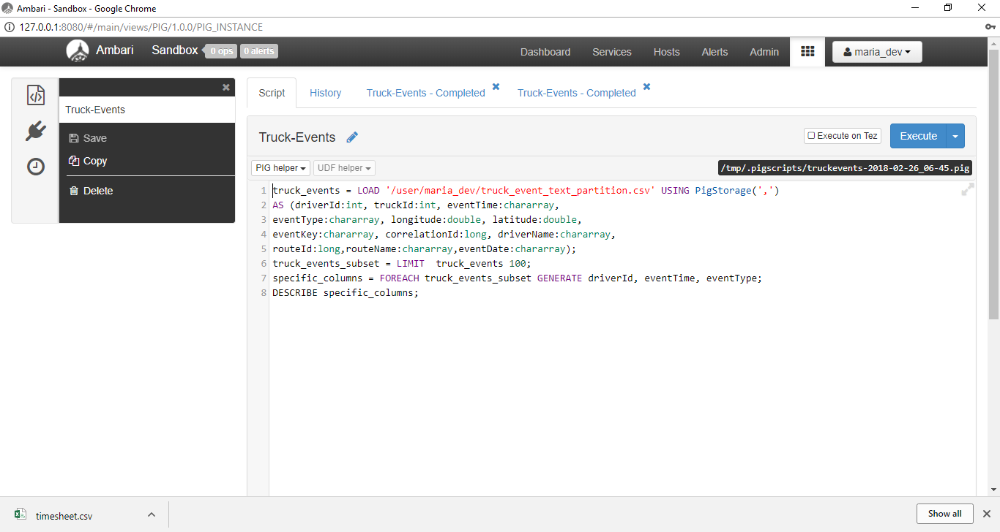 Ambari - Sandbox - Google Chrome
127.0.0.1:8080/#/main/views/PIG/1.0.0/PIG_INSTANCE
Ambari Sandbox 0 ops 0 alerts Dashboard Services Hosts Alerts Admin maria_dev
Script History Truck-Events - Completed Truck-Events - Completed
Truck-Events
Save
Copy
Delete
Truck-Events Execute on Tez Execute
PIG helper UDF helper /tmp/.pigscripts/truckevents-2018-02-26_06-45.pig
1 truck_events = LOAD '/user/maria_dev/truck_event_text_partition.csv' USING PigStorage(',')
2 AS (driverId:int, truckId:int, eventTime:chararray,
3 eventType:chararray, longitude:double, latitude:double,
4 eventKey:chararray, correlationId:long, driverName:chararray,
5 routeId:long,routeName:chararray,eventDate:chararray);
6 truck_events_subset = LIMIT  truck_events 100;
7 specific_columns = FOREACH truck_events_subset GENERATE driverId, eventTime, eventType;
8 DESCRIBE specific_columns;
timesheet.csv Show all